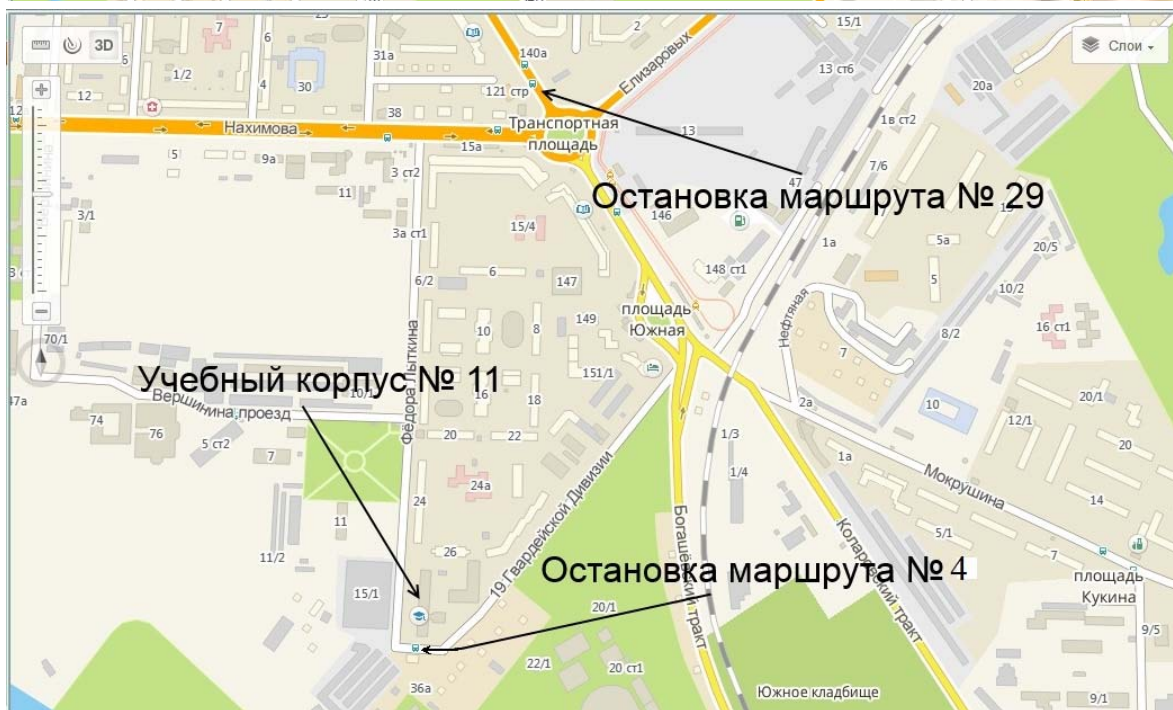 3D
Слои
7
6
23
140а
2
15/1
31а
1/2
4
30
121 стр
Елизаровых
13 ст6
20а
12
38
Нахимова
Транспортная
площадь
13
1в ст2
15а
5
9а
3 ст2
11
47
7/6
Остановка маршрута № 29
3/1
3а ст1
15/4
146
1а
5а
20/5
6/2
6
147
148 ст1
5
10/2
площадь
Южная
Нефтяная
8/2
16 ст1
70/1
10
8
149
7
Фёдора Лыткина
151/1
Учебный корпус № 11
10/1
Вершинина проезд
16
18
2а
10
20/1
47а
74
76
5 ст2
7
20
22
1/3
12/1
20
1а
Мокрушина
1/4
24
24а
19 Гвардейской Дивизии
14
11
Богашёвский тракт
Коларовский тракт
5/1
7
11/2
26
Остановка маршрута № 4
площадь
Кукина
15/1
20/1
9/5
22/1
20 ст1
36а
Южное кладбище
9/1